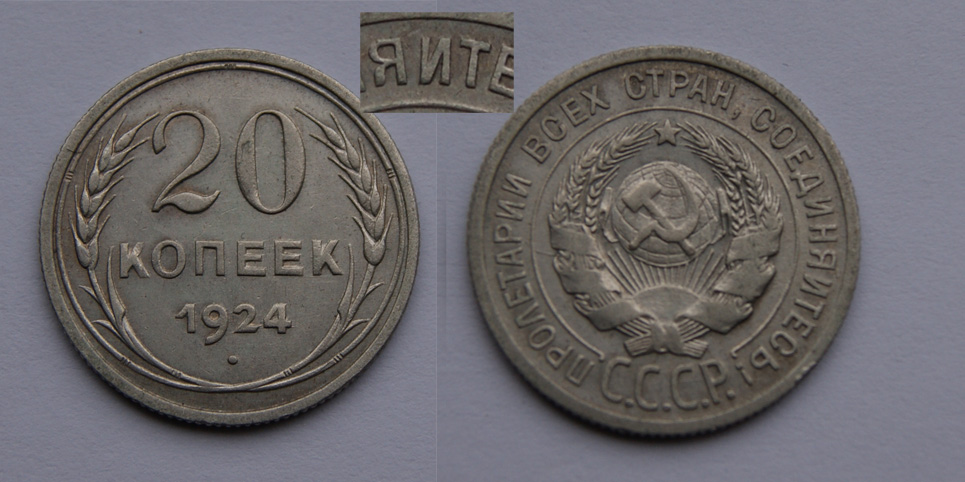 20
КОПЕЕК
1924
ЯИТЕ
ПРОЛЕТАРИИ ВСЕХ СТРАН, СОЕДИНЯЙТЕСЬ!
С.С.С.Р.